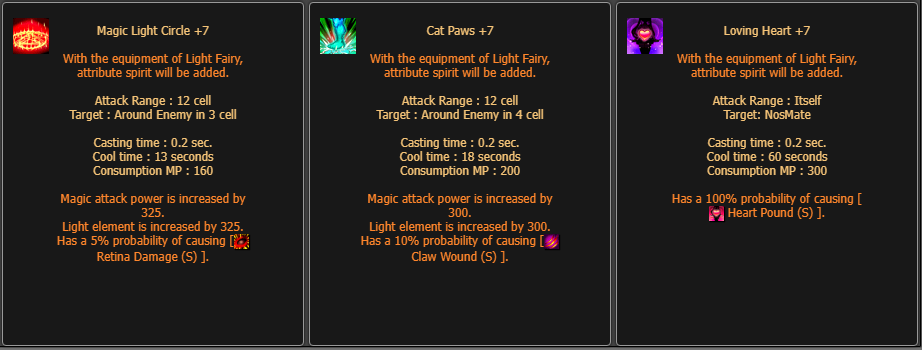 Magic Light Circle +7
With the equipment of Light Fairy,
attribute spirit will be added.
Attack Range : 12 cell
Target : Around Enemy in 3 cell
Casting time : 0.2 sec.
Cool time : 13 seconds
Consumption MP : 160
Magic attack power is increased by
325.
Light element is increased by 325.
Has a 5% probability of causing [
Retina Damage (S) ].
Cat Paws +7
With the equipment of Light Fairy,
attribute spirit will be added.
Attack Range : 12 cell
Target : Around Enemy in 4 cell
Casting time : 0.2 sec.
Cool time : 18 seconds
Consumption MP : 200
Magic attack power is increased by
300.
Light element is increased by 300.
Has a 10% probability of causing [
Claw Wound (S) ].
Loving Heart +7
With the equipment of Light Fairy,
attribute spirit will be added.
Attack Range : Itself
Target: NosMate
Casting time : 0.2 sec.
Cool time : 60 seconds
Consumption MP : 300
Has a 100% probability of causing [
Heart Pound (S) ].